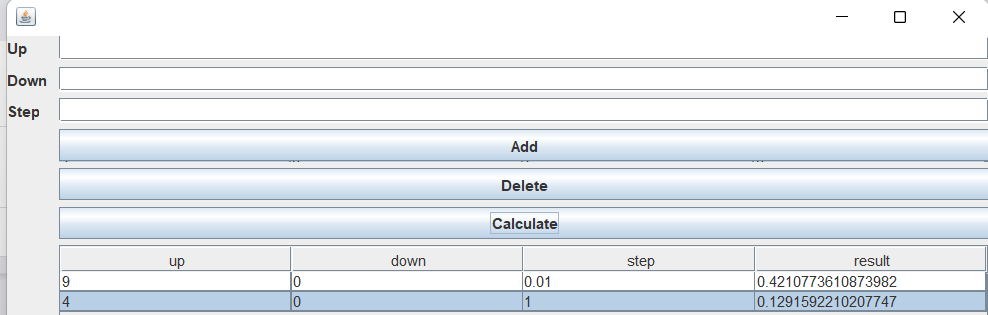 Up
Down
Step
Add
Delete
Calculate
up down step result
9 0 0.01 0.4210773610873982
4 0 1 0.1291592210207747